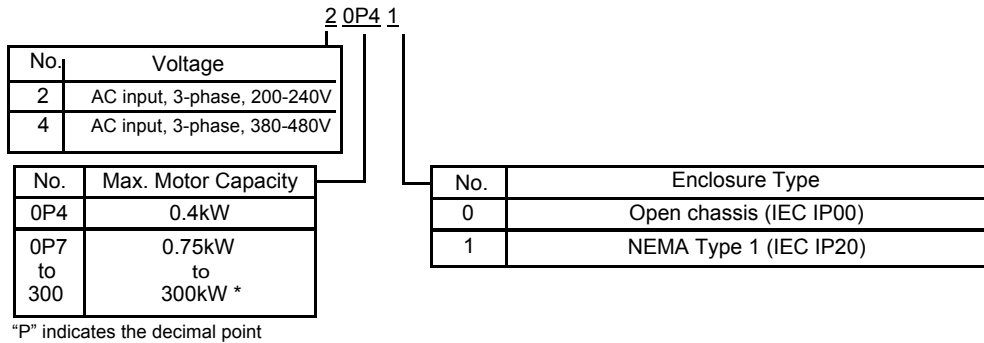 2 0P4 1
No. Voltage
2 AC input, 3-phase, 200-240V
4 AC input, 3-phase, 380-480V
No. Max. Motor Capacity
0P4 0.4kW
0P7 0.75kW
to to
300 300kW *
“P” indicates the decimal point
No. Enclosure Type
0 Open chassis (IEC IP00)
1 NEMA Type 1 (IEC IP20)